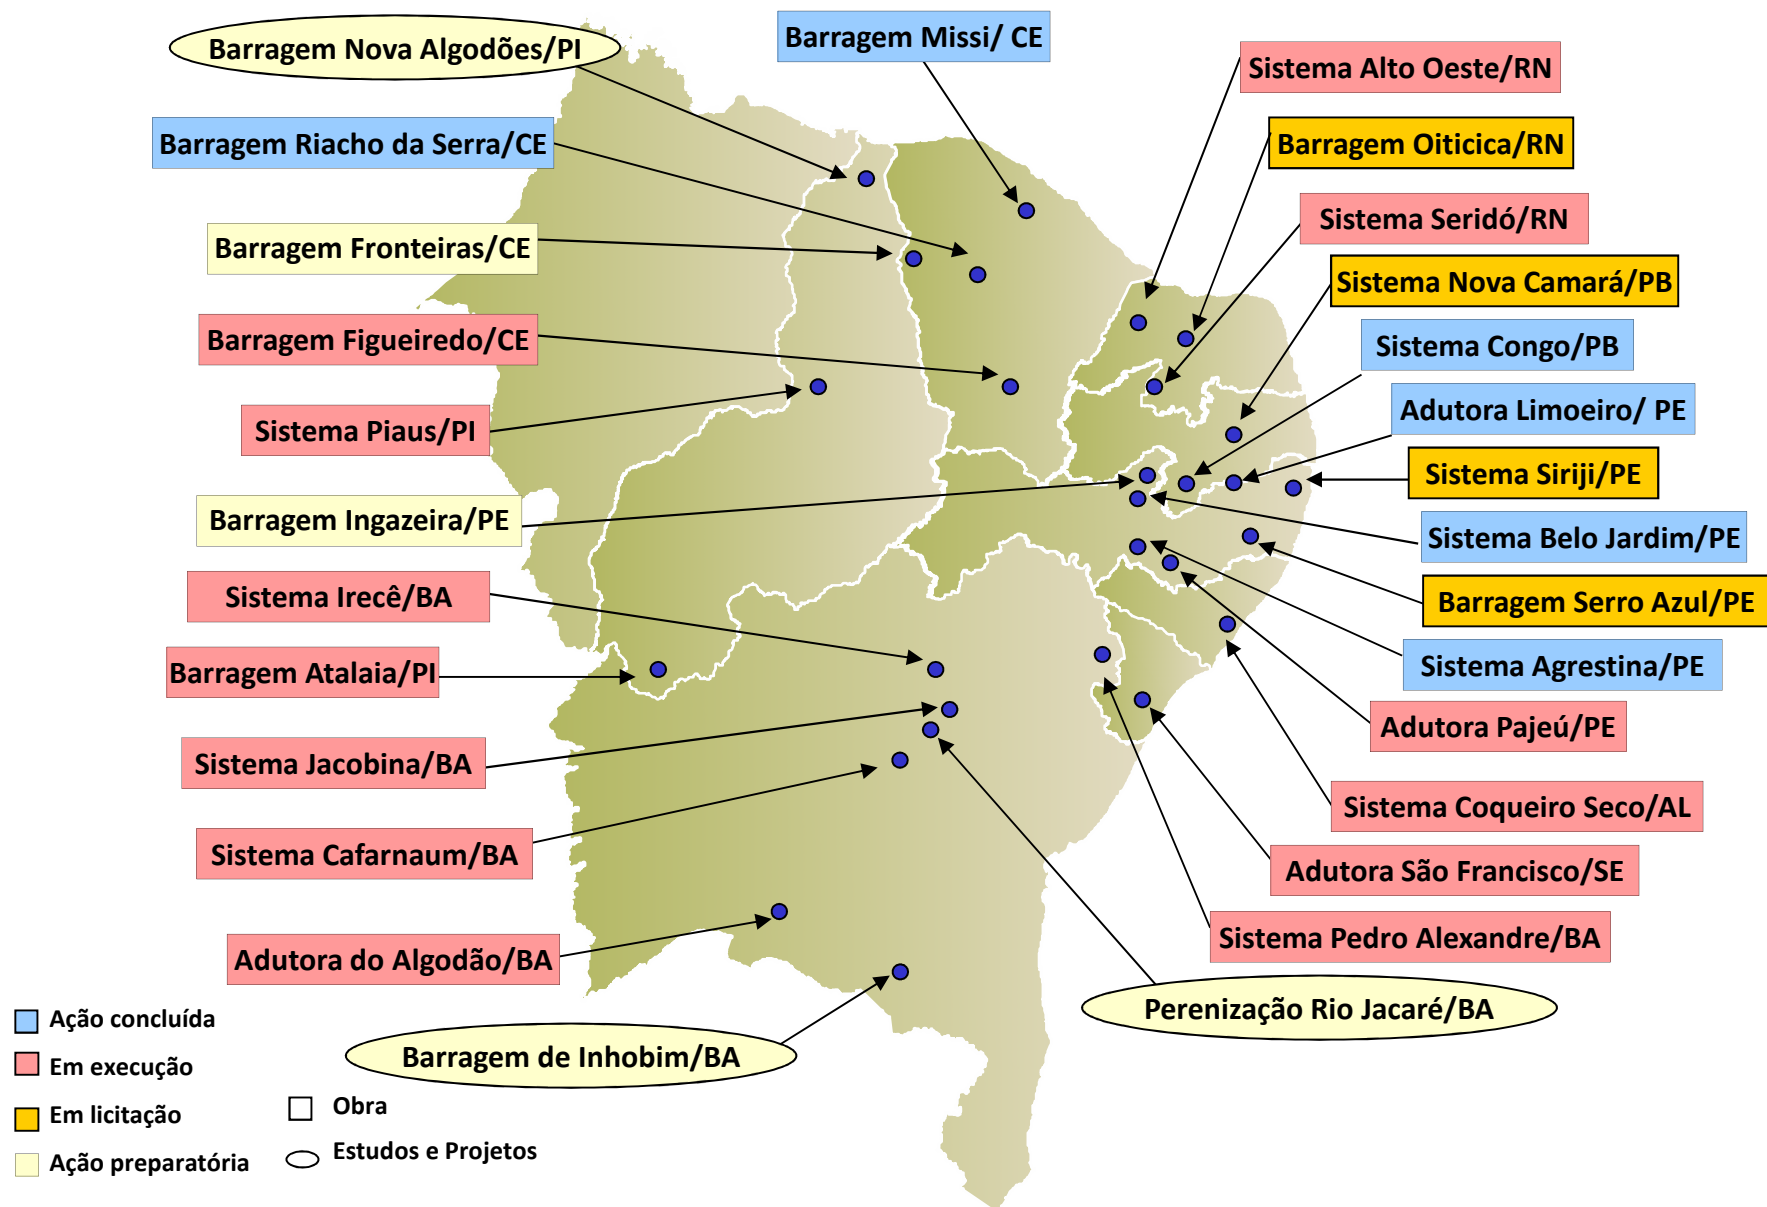 Barragem Nova Algodões/PI
Barragem Missi/ CE
Sistema Alto Oeste/RN
Barragem Riacho da Serra/CE
Barragem Oiticica/RN
Barragem Fronteiras/CE
Sistema Seridó/RN
Sistema Nova Camará/PB
Barragem Figueiredo/CE
Sistema Congo/PB
Sistema Piaus/PI
Adutora Limoeiro/ PE
Sistema Siriji/PE
Barragem Ingazeira/PE
Sistema Belo Jardim/PE
Sistema Irecê/BA
Barragem Serro Azul/PE
Barragem Atalaia/PI
Sistema Agrestina/PE
Adutora Pajeú/PE
Sistema Jacobina/BA
Sistema Coqueiro Seco/AL
Sistema Cafarnaum/BA
Adutora São Francisco/SE
Sistema Pedro Alexandre/BA
Adutora do Algodão/BA
Perenização Rio Jacaré/BA
Barragem de Inhobim/BA
Ação concluída
Em execução
Em licitação
Ação preparatória
Obra
Estudos e Projetos